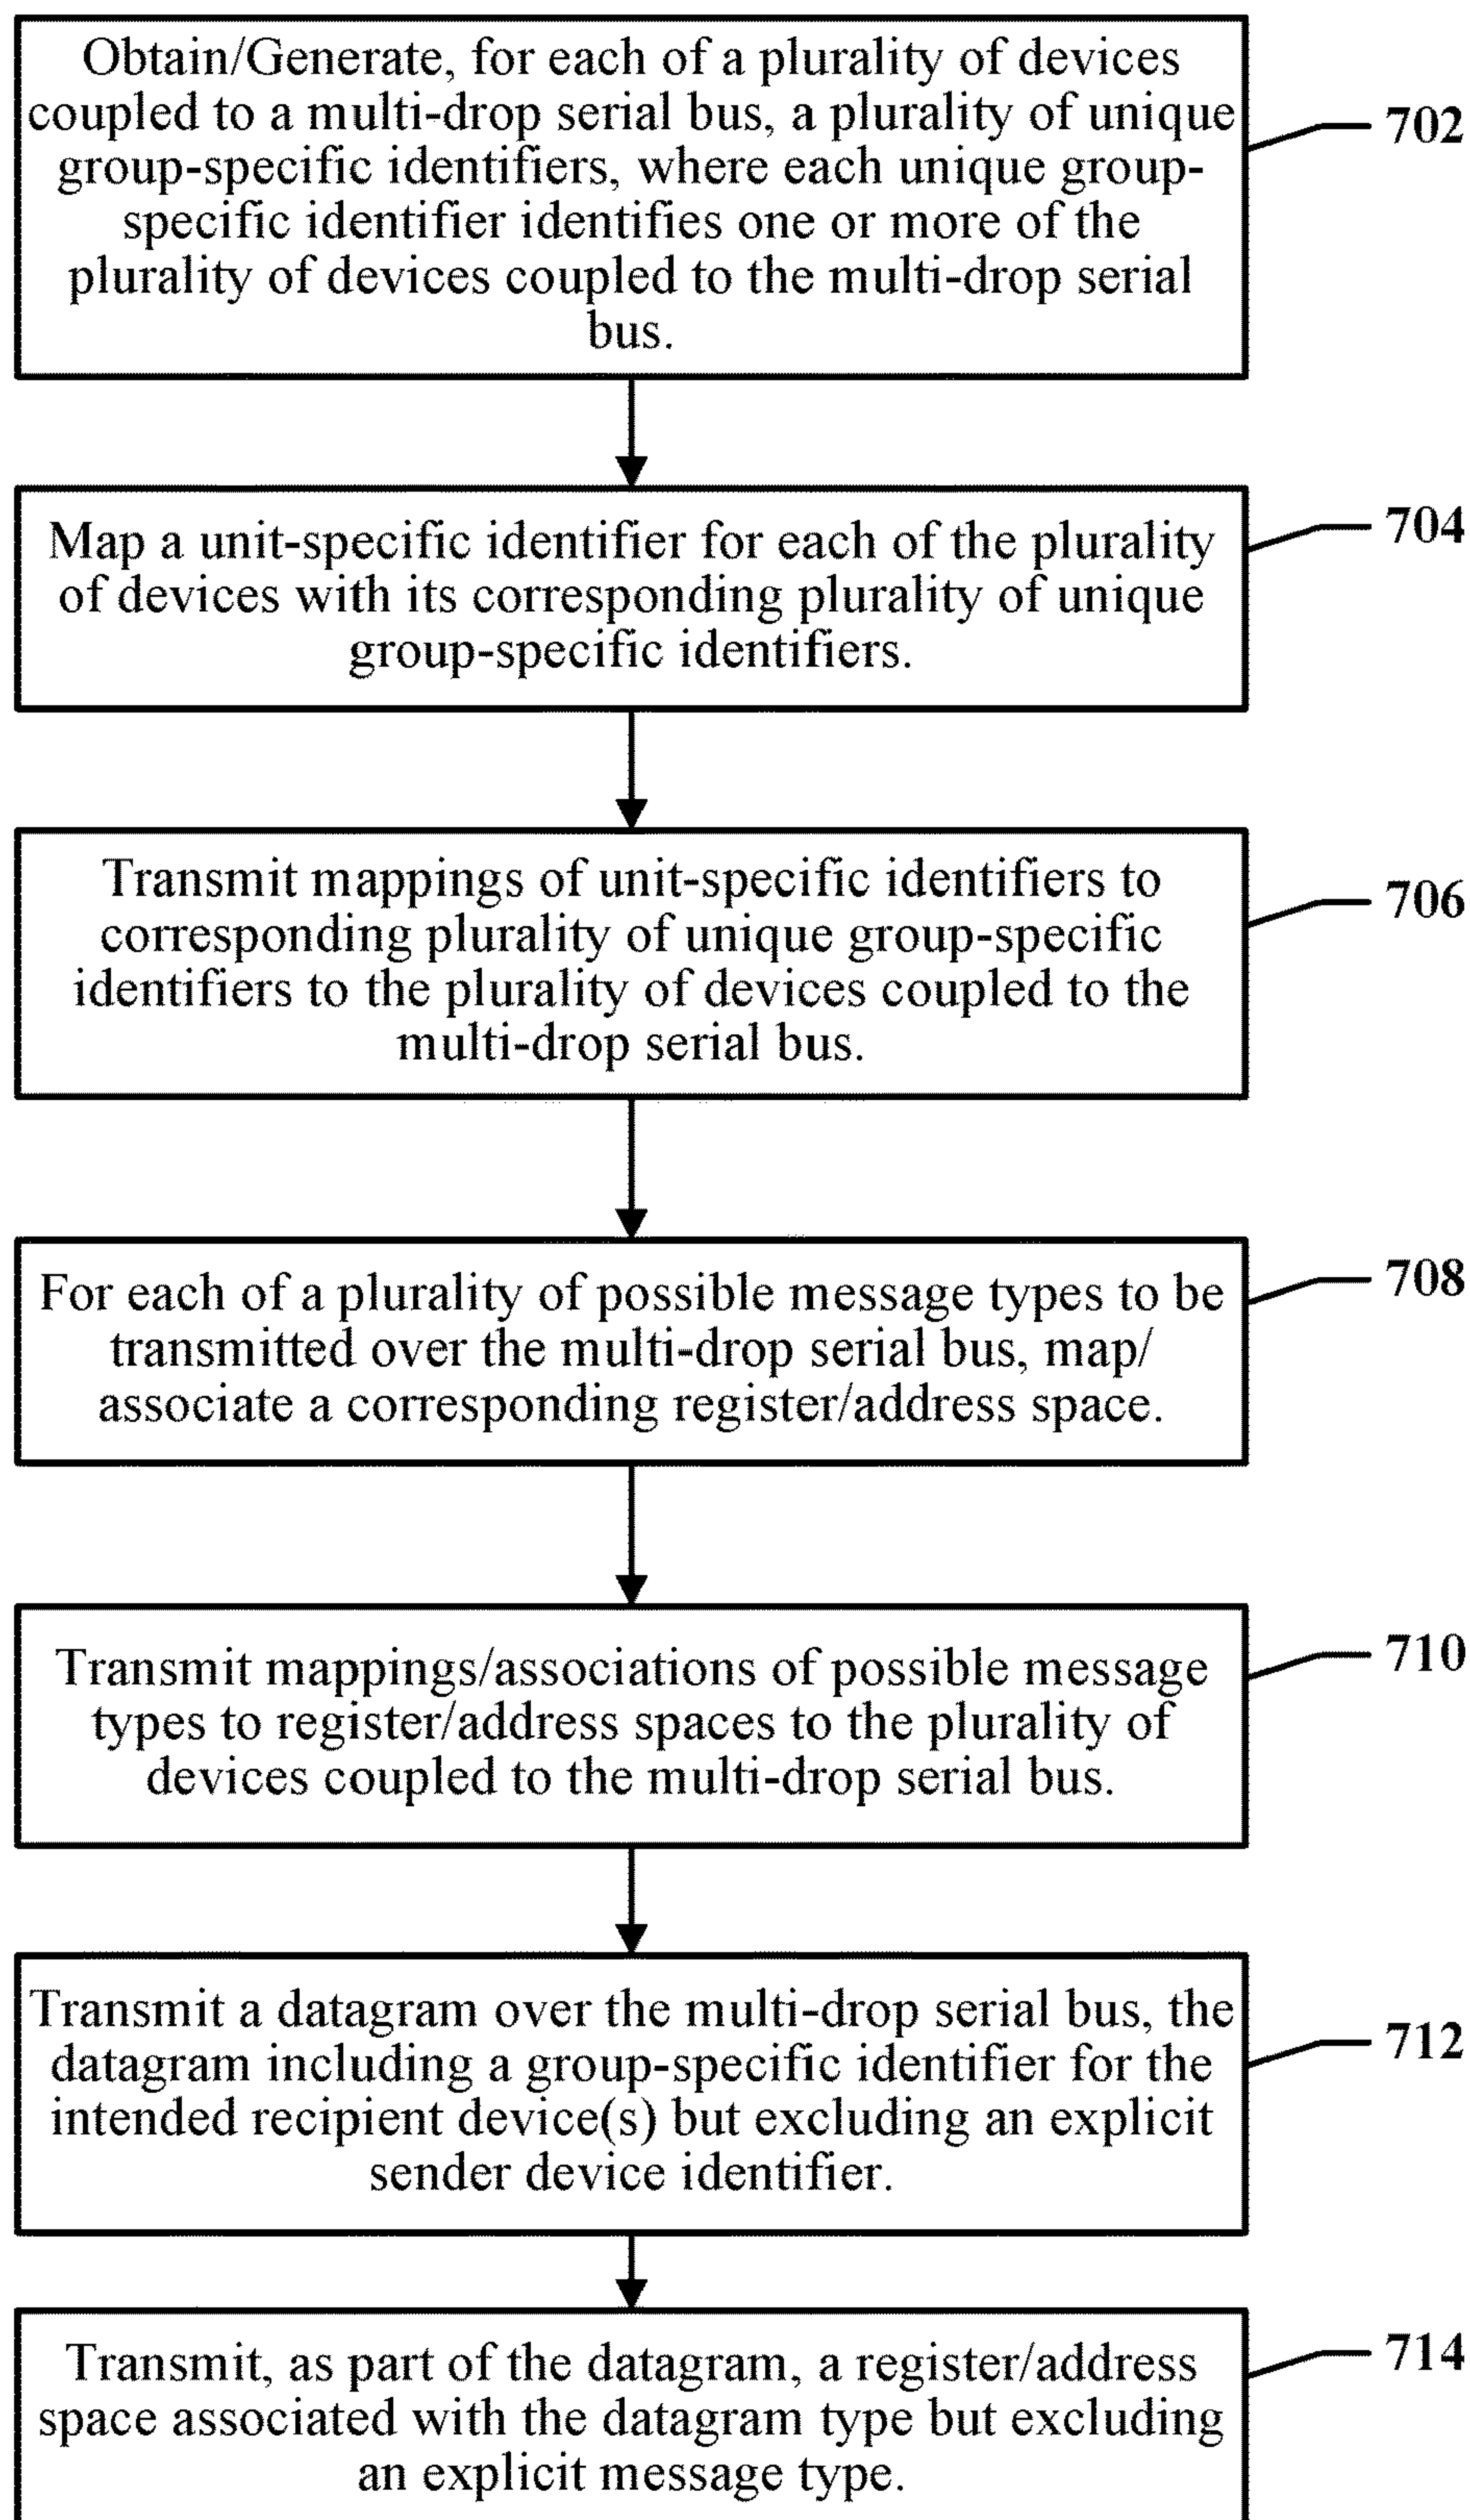 Obtain/Generate, for each of a plurality of devices
coupled to a multi-drop serial bus, a plurality of unique
group-specific identifiers, where each unique group-
specific identifier identifies one or more of the
plurality of devices coupled to the multi-drop serial
bus.
702
Map a unit-specific identifier for each of the plurality
of devices with its corresponding plurality of unique
group-specific identifiers.
704
Transmit mappings of unit-specific identifiers to
corresponding plurality of unique group-specific
identifiers to the plurality of devices coupled to the
multi-drop serial bus.
706
For each of a plurality of possible message types to be
transmitted over the multi-drop serial bus, map/
associate a corresponding register/address space.
708
Transmit mappings/associations of possible message
types to register/address spaces to the plurality of
devices coupled to the multi-drop serial bus.
710
Transmit a datagram over the multi-drop serial bus, the
datagram including a group-specific identifier for the
intended recipient device(s) but excluding an explicit
sender device identifier.
712
Transmit, as part of the datagram, a register/address
space associated with the datagram type but excluding
an explicit message type.
714